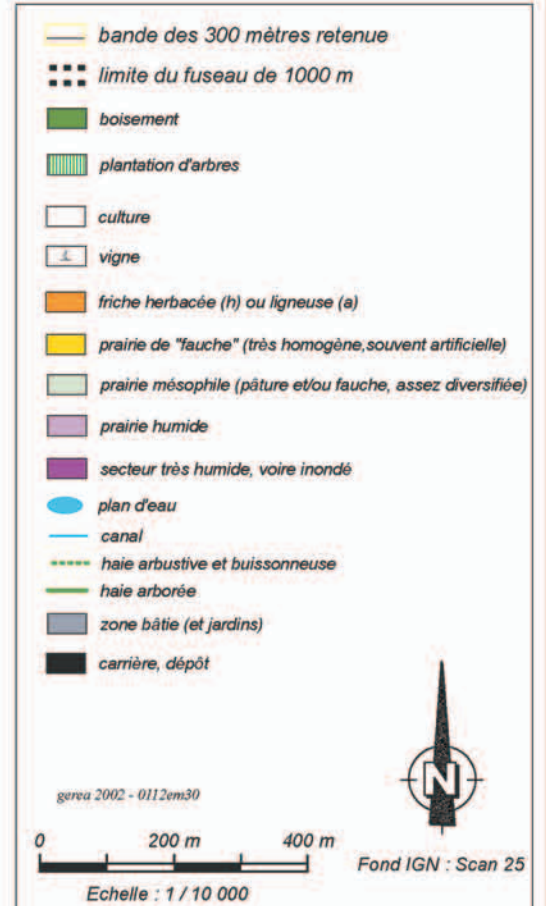 bande des 300 mètres retenue
limite du fuseau de 1000 m
boisement
plantation d'arbres
culture
vigne
friche herbacée (h) ou ligneuse (a)
prairie de "fauche" (très homogène,souvent artificielle)
prairie mésophile (pâture et/ou fauche, assez diversifiée)
prairie humide
secteur très humide, voire inondé
plan d'eau
canal
haie arbustive et buissonneuse
haie arborée
zone bâtie (et jardins)
carrière, dépôt
N
gerea 2002 - 0112em30
0 200 m 400 m
Fond IGN : Scan 25
Echelle : 1 / 10 000